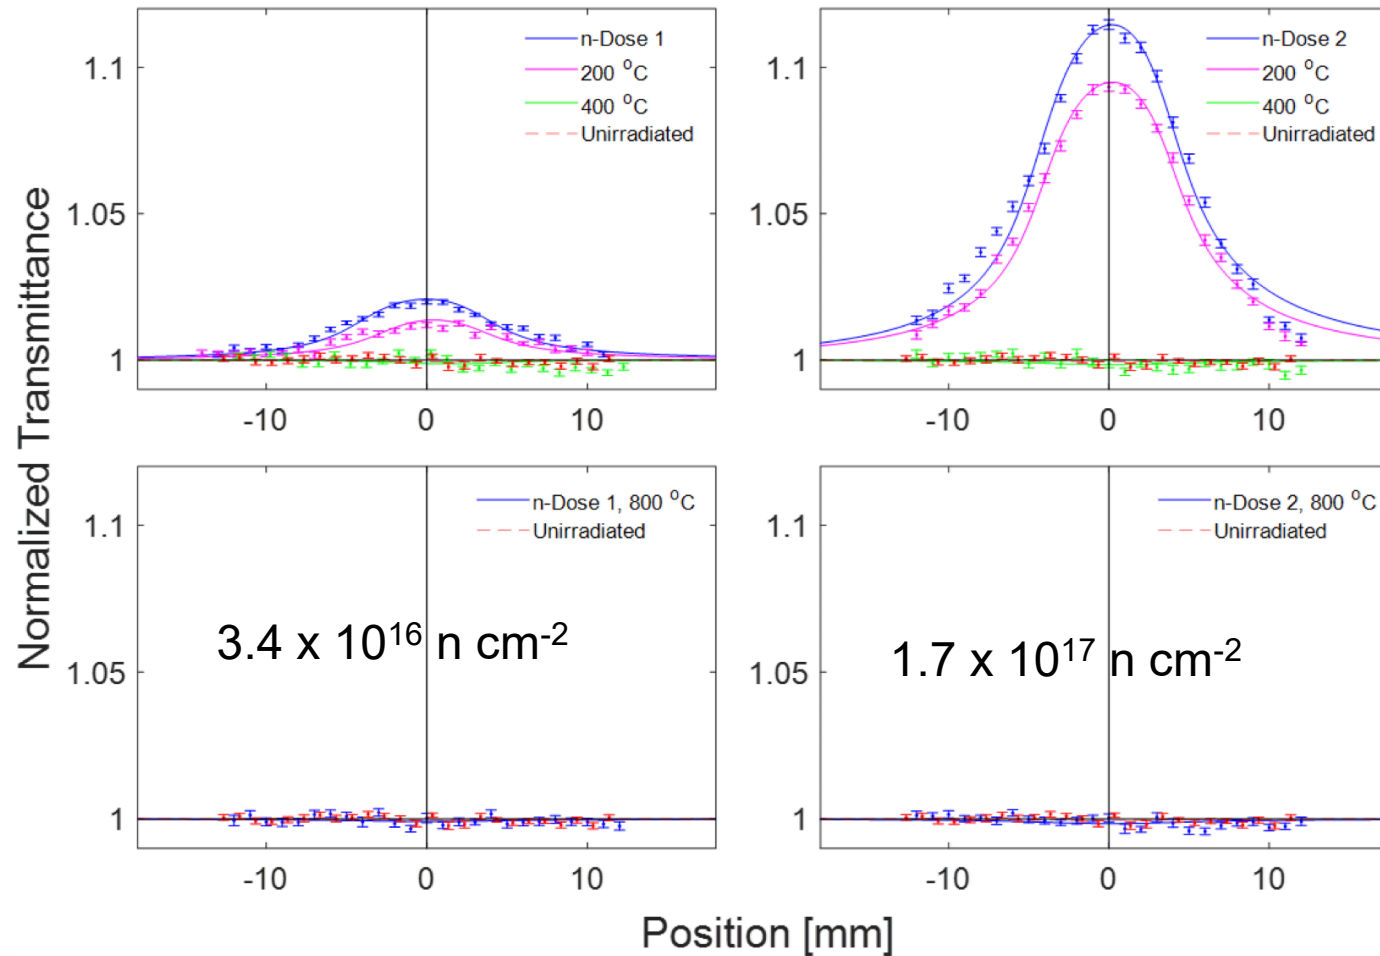 Normalized Transmittance
1.1
1.05
1
-10
0
10
n-Dose 1
200 °C
400 °C
Unirradiated
1.1
1.05
1
-10
0
10
n-Dose 2
200 °C
400 °C
Unirradiated
1.1
1.05
1
-10
0
10
n-Dose 1, 800 °C
Unirradiated
3.4 x 10¹⁶ n cm⁻²
1.1
1.05
1
-10
0
10
n-Dose 2, 800 °C
Unirradiated
1.7 x 10¹⁷ n cm⁻²
Position [mm]